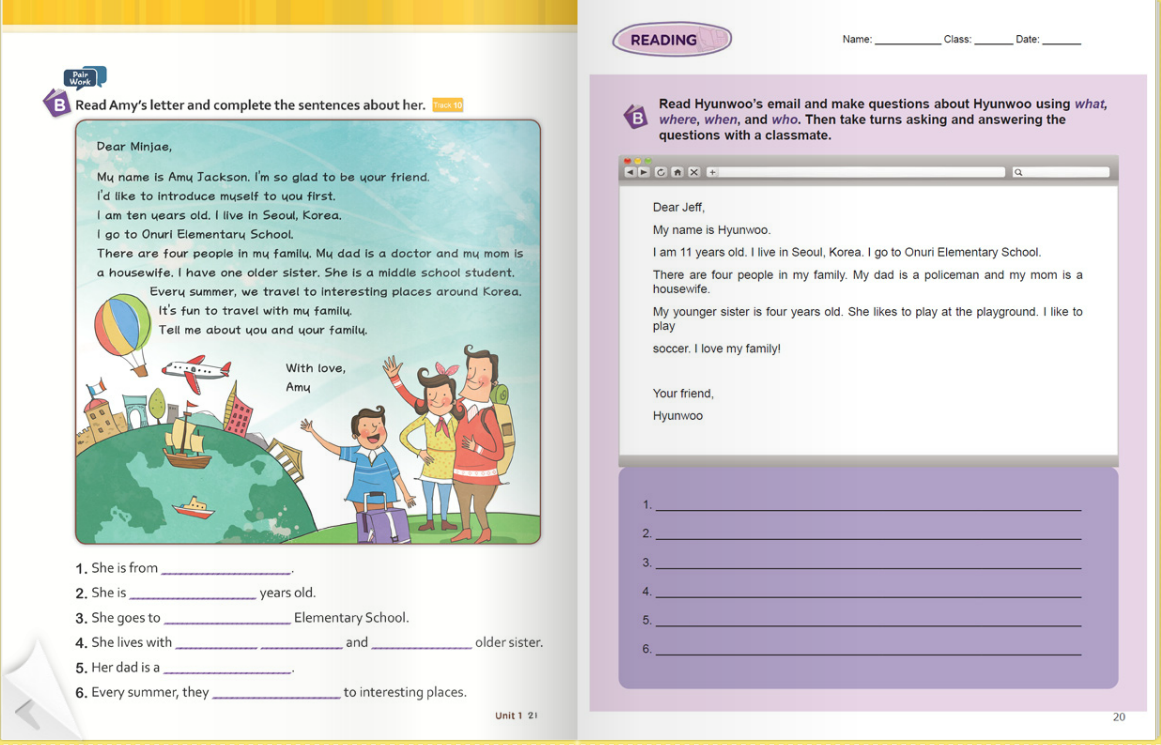 Pair
Work
B Read Amy's letter and complete the sentences about her. Track 10
Dear Minjae,
My name is Amy Jackson. I'm so glad to be your friend.
I'd like to introduce myself to you first.
I am ten years old. I live in Seoul, Korea.
I go to Onuri Elementary School.
There are four people in my family. My dad is a doctor and my mom is
a housewife. I have one older sister. She is a middle school student.
Every summer, we travel to interesting places around Korea.
It's fun to travel with my family.
Tell me about you and your family.
With love,
Amy
1. She is from ____________.
2. She is ____________ years old.
3. She goes to ____________ Elementary School.
4. She lives with ________ ________ and __________ older sister.
5. Her dad is a ____________.
6. Every summer, they ____________ to interesting places.
Unit 1 21
READING
Name: __________ Class: ______ Date: ______
B Read Hyunwoo's email and make questions about Hyunwoo using what,
where, when, and who. Then take turns asking and answering the
questions with a classmate.
Dear Jeff,
My name is Hyunwoo.
I am 11 years old. I live in Seoul, Korea. I go to Onuri Elementary School.
There are four people in my family. My dad is a policeman and my mom is a
housewife.
My younger sister is four years old. She likes to play at the playground. I like to
play
soccer. I love my family!
Your friend,
Hyunwoo
1.
2.
3.
4.
5.
6.
20